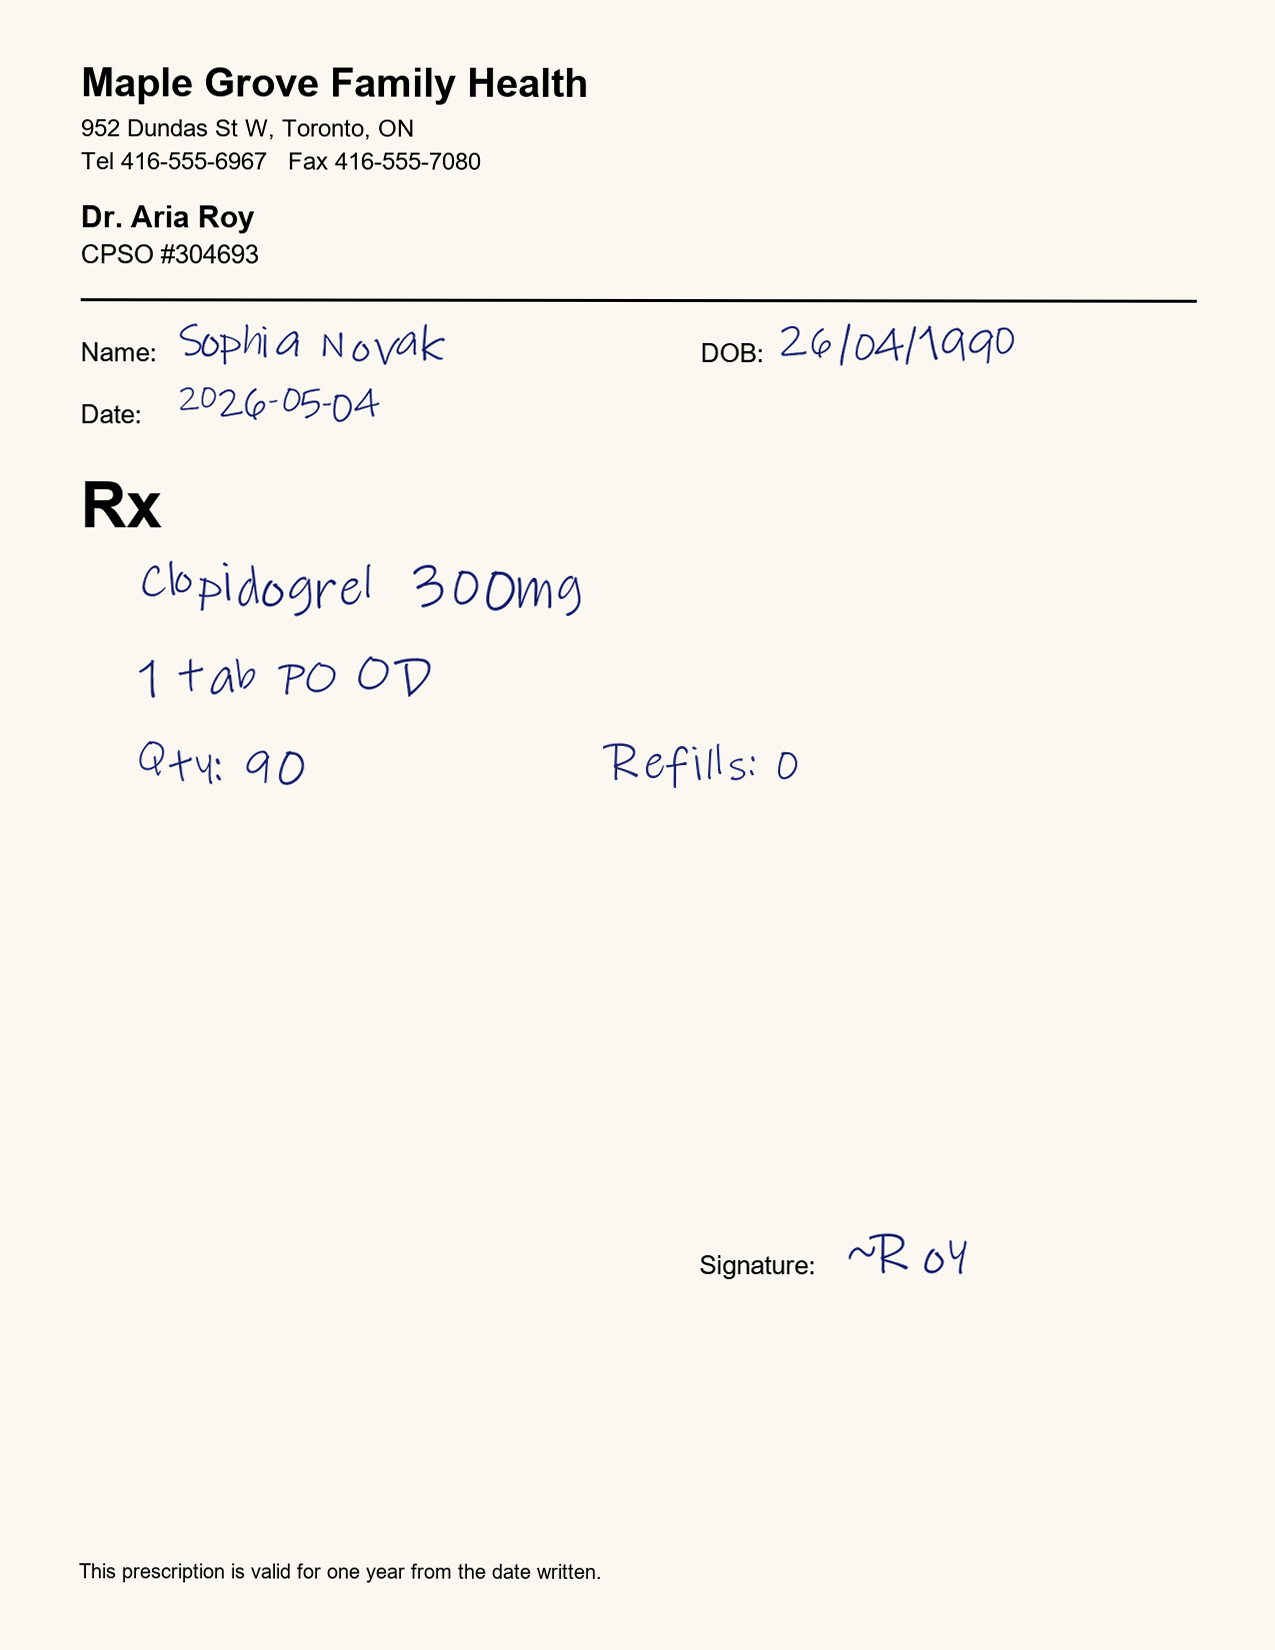 Maple Grove Family Health
952 Dundas St W, Toronto, ON
Tel 416-555-6967 Fax 416-555-7080
Dr. Aria Roy
CPSO #304693
Name: Sophia Novak DOB: 26/04/1990
Date: 2026-05-04
Rx
Clopidogrel 300mg
1 tab PO OD
Qty: 90 Refills: 0
Signature: ~Roy
This prescription is valid for one year from the date written.